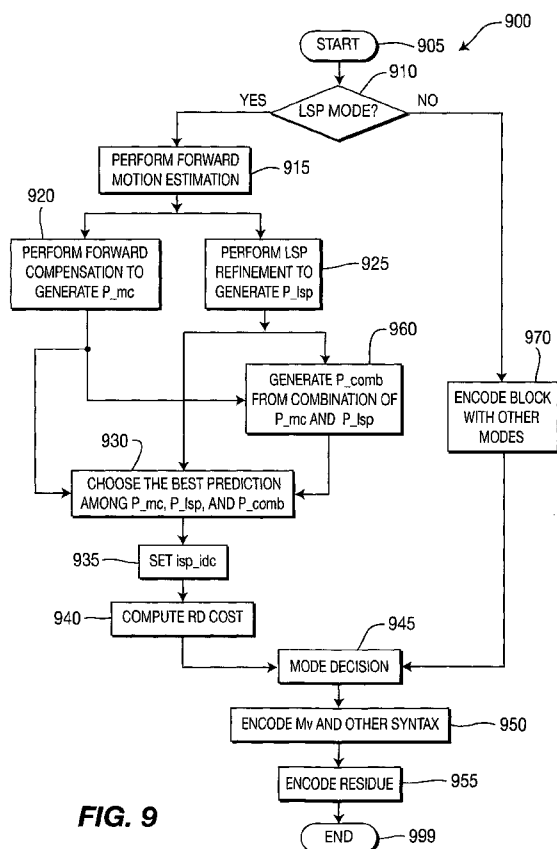 900
START
905
910
YES
LSP MODE?
NO
PERFORM FORWARD
MOTION ESTIMATION
915
920
PERFORM FORWARD
COMPENSATION TO
GENERATE P_mc
PERFORM LSP
REFINEMENT TO
GENERATE P_lsp
925
960
GENERATE P_comb
FROM COMBINATION OF
P_mc AND P_lsp
970
ENCODE BLOCK
WITH OTHER
MODES
930
CHOOSE THE BEST PREDICTION
AMONG P_mc, P_lsp, AND P_comb
935
SET isp_idc
940
COMPUTE RD COST
945
MODE DECISION
ENCODE Mv AND OTHER SYNTAX
950
ENCODE RESIDUE
955
FIG. 9
END
999